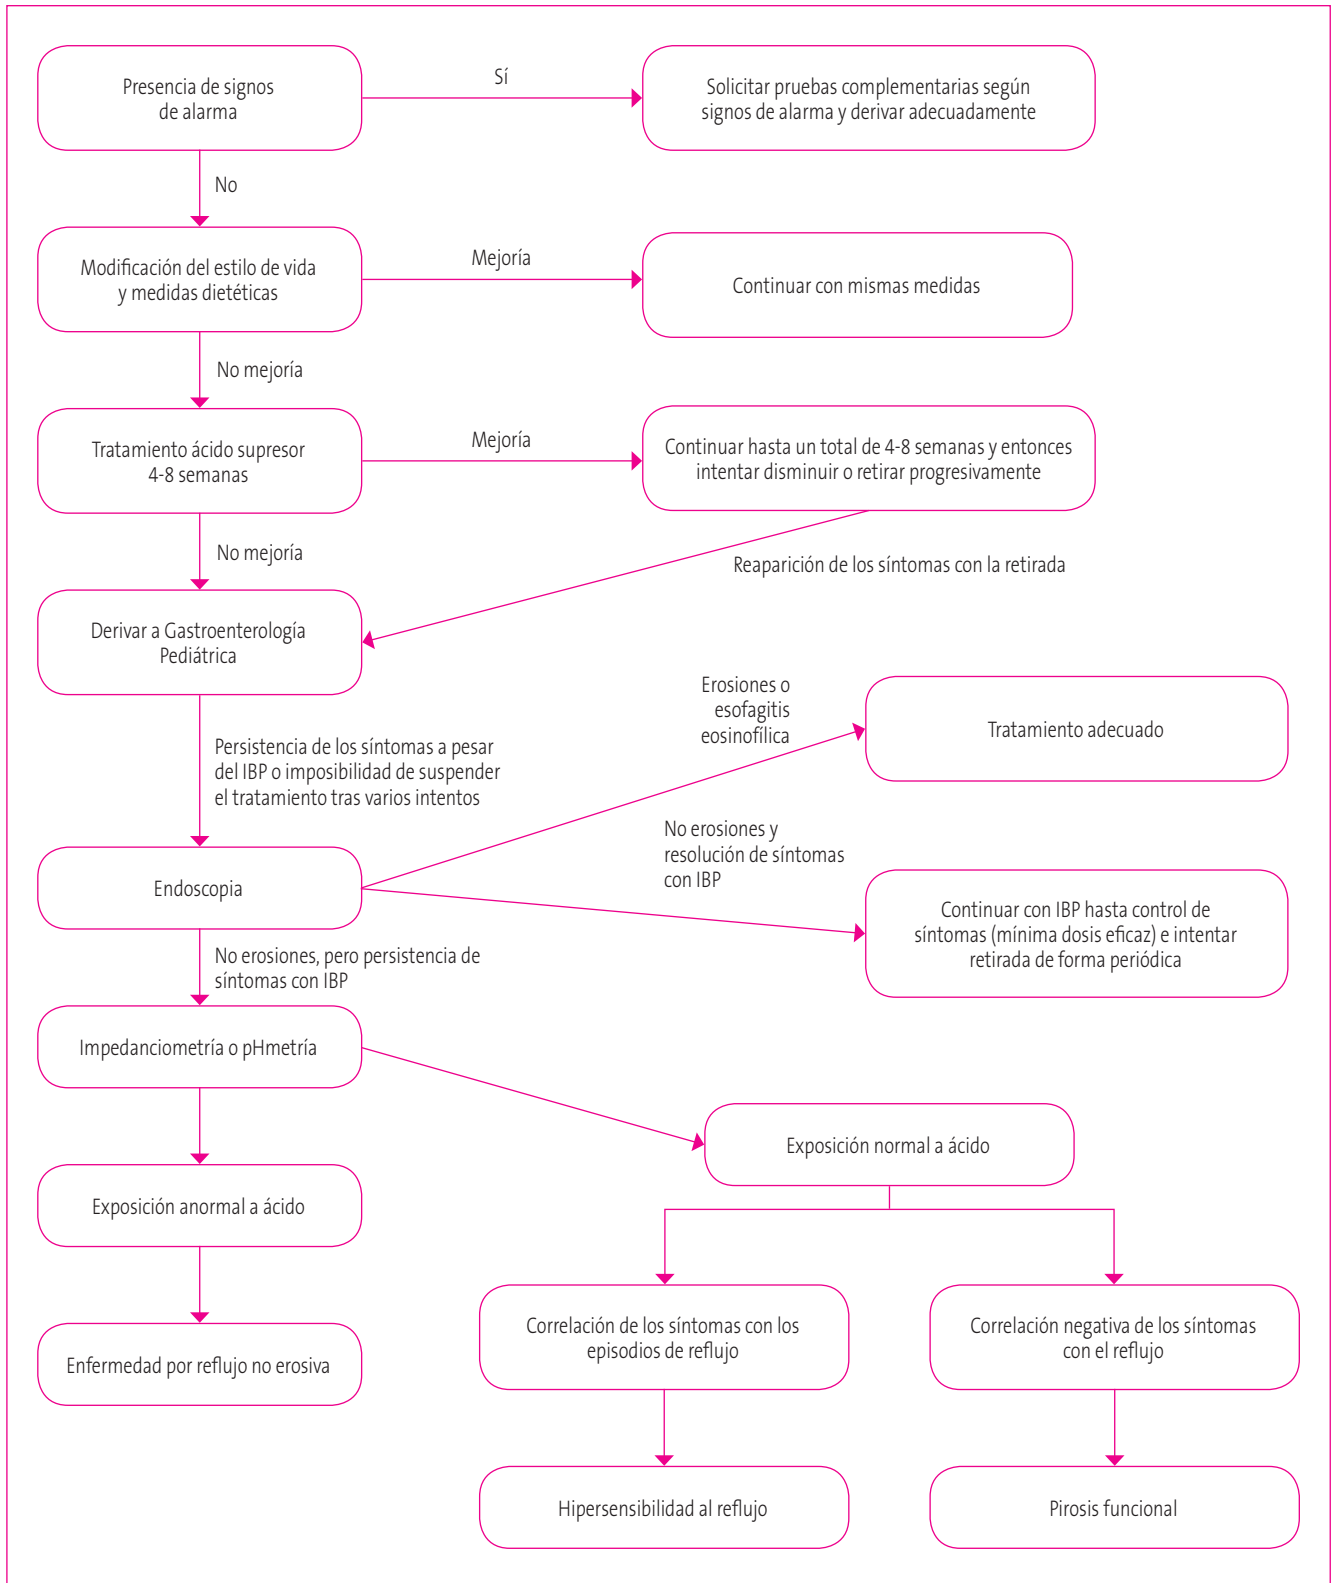 Presencia de signos
de alarma
Sí
Solicitar pruebas complementarias según
signos de alarma y derivar adecuadamente
No
Modificación del estilo de vida
y medidas dietéticas
Mejoría
Continuar con mismas medidas
No mejoría
Tratamiento ácido supresor
4-8 semanas
Mejoría
Continuar hasta un total de 4-8 semanas y entonces
intentar disminuir o retirar progresivamente
No mejoría
Reaparición de los síntomas con la retirada
Derivar a Gastroenterología
Pediátrica
Persistencia de los síntomas a pesar
del IBP o imposibilidad de suspender
el tratamiento tras varios intentos
Erosiones o
esofagitis
eosinofílica
Tratamiento adecuado
Endoscopia
No erosiones y
resolución de síntomas
con IBP
Continuar con IBP hasta control de
síntomas (mínima dosis eficaz) e intentar
retirada de forma periódica
No erosiones, pero persistencia de
síntomas con IBP
Impedanciometría o pHmetría
Exposición normal a ácido
Exposición anormal a ácido
Enfermedad por reflujo no erosiva
Correlación de los síntomas con los
episodios de reflujo
Correlación negativa de los síntomas
con el reflujo
Hipersensibilidad al reflujo
Pirosis funcional